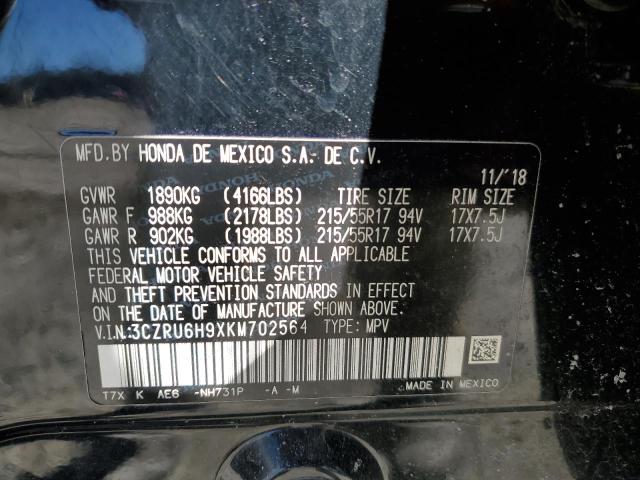 MFD.BY HONDA DE MEXICO S.A. DE C.V.
11/'18
GVWR 1890KG (4166LBS) TIRE SIZE RIM SIZE
GAWR F 988KG (2178LBS) 215/55R17 94V 17X7.5J
GAWR R 902KG (1988LBS) 215/55R17 94V 17X7.5J
THIS VEHICLE CONFORMS TO ALL APPLICABLE
FEDERAL MOTOR VEHICLE SAFETY
AND THEFT PREVENTION STANDARDS IN EFFECT
ON THE DATE OF MANUFACTURE SHOWN ABOVE.
V.I.N.:3CZRU6H9XKM702564 TYPE: MPV
MADE IN MEXICO
T7X K AE6 -NH731P -A -M